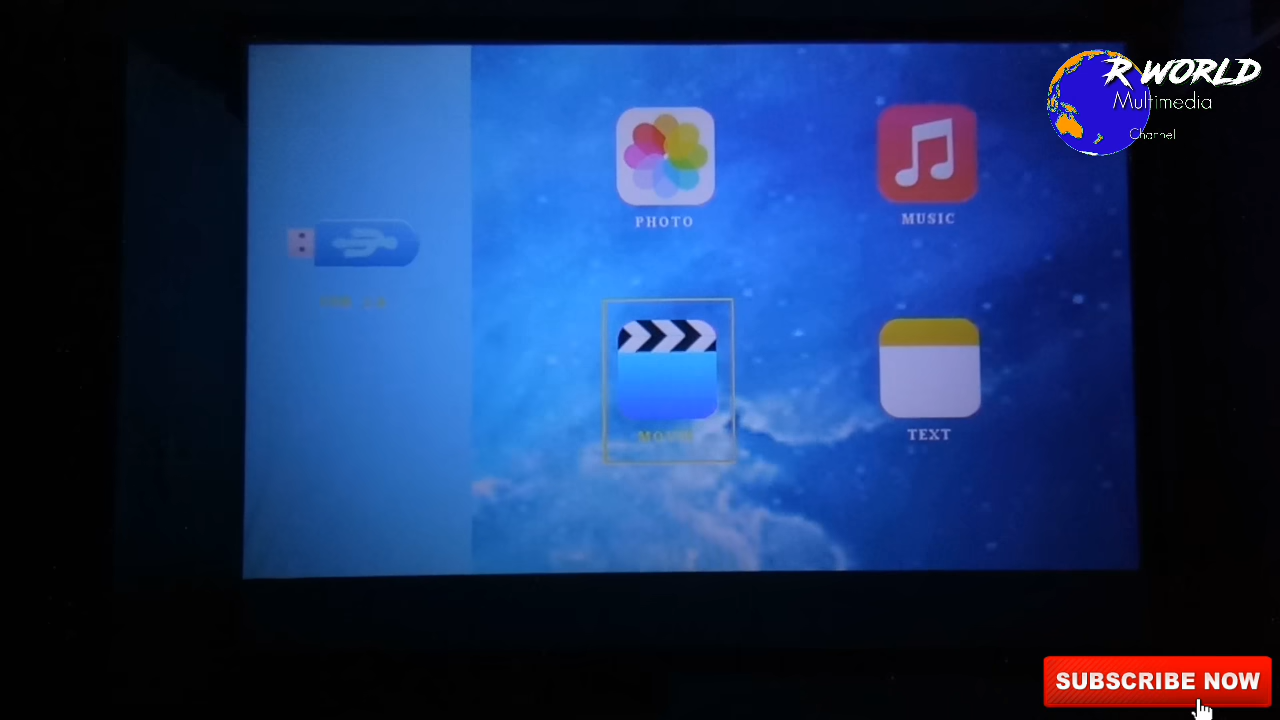 PHOTO
MUSIC
MOVIE
TEXT
R WORLD
Multimedia
Channel
SUBSCRIBE NOW